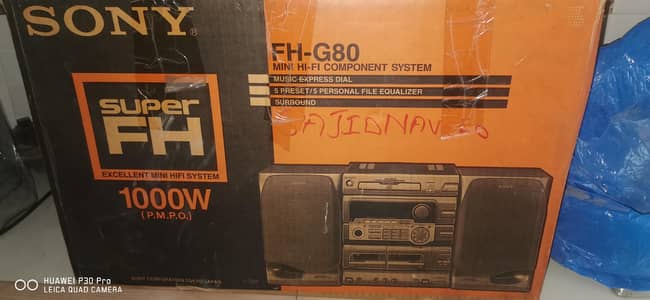 SONY®
FH-G80
MINI HI-FI COMPONENT SYSTEM
MUSIC EXPRESS DIAL
5 PRESET/5 PERSONAL FILE EQUALIZER
SURROUND
super
FH
EXCELLENT MINI HIFI SYSTEM
1000W
(P.M.P.O.)
SONY
HUAWEI P30 Pro
LEICA QUAD CAMERA